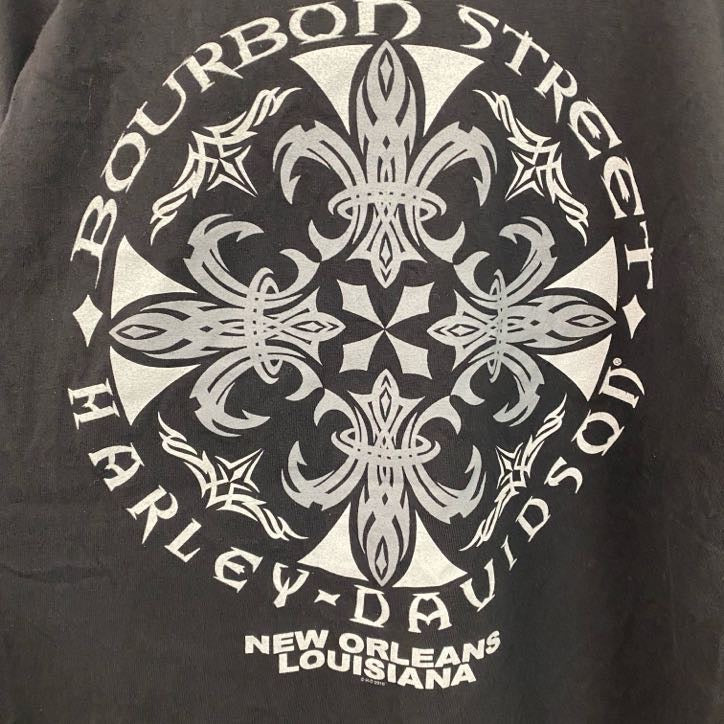 BOURBON STREET
HARLEY-DAVIDSON®
NEW ORLEANS
LOUISIANA